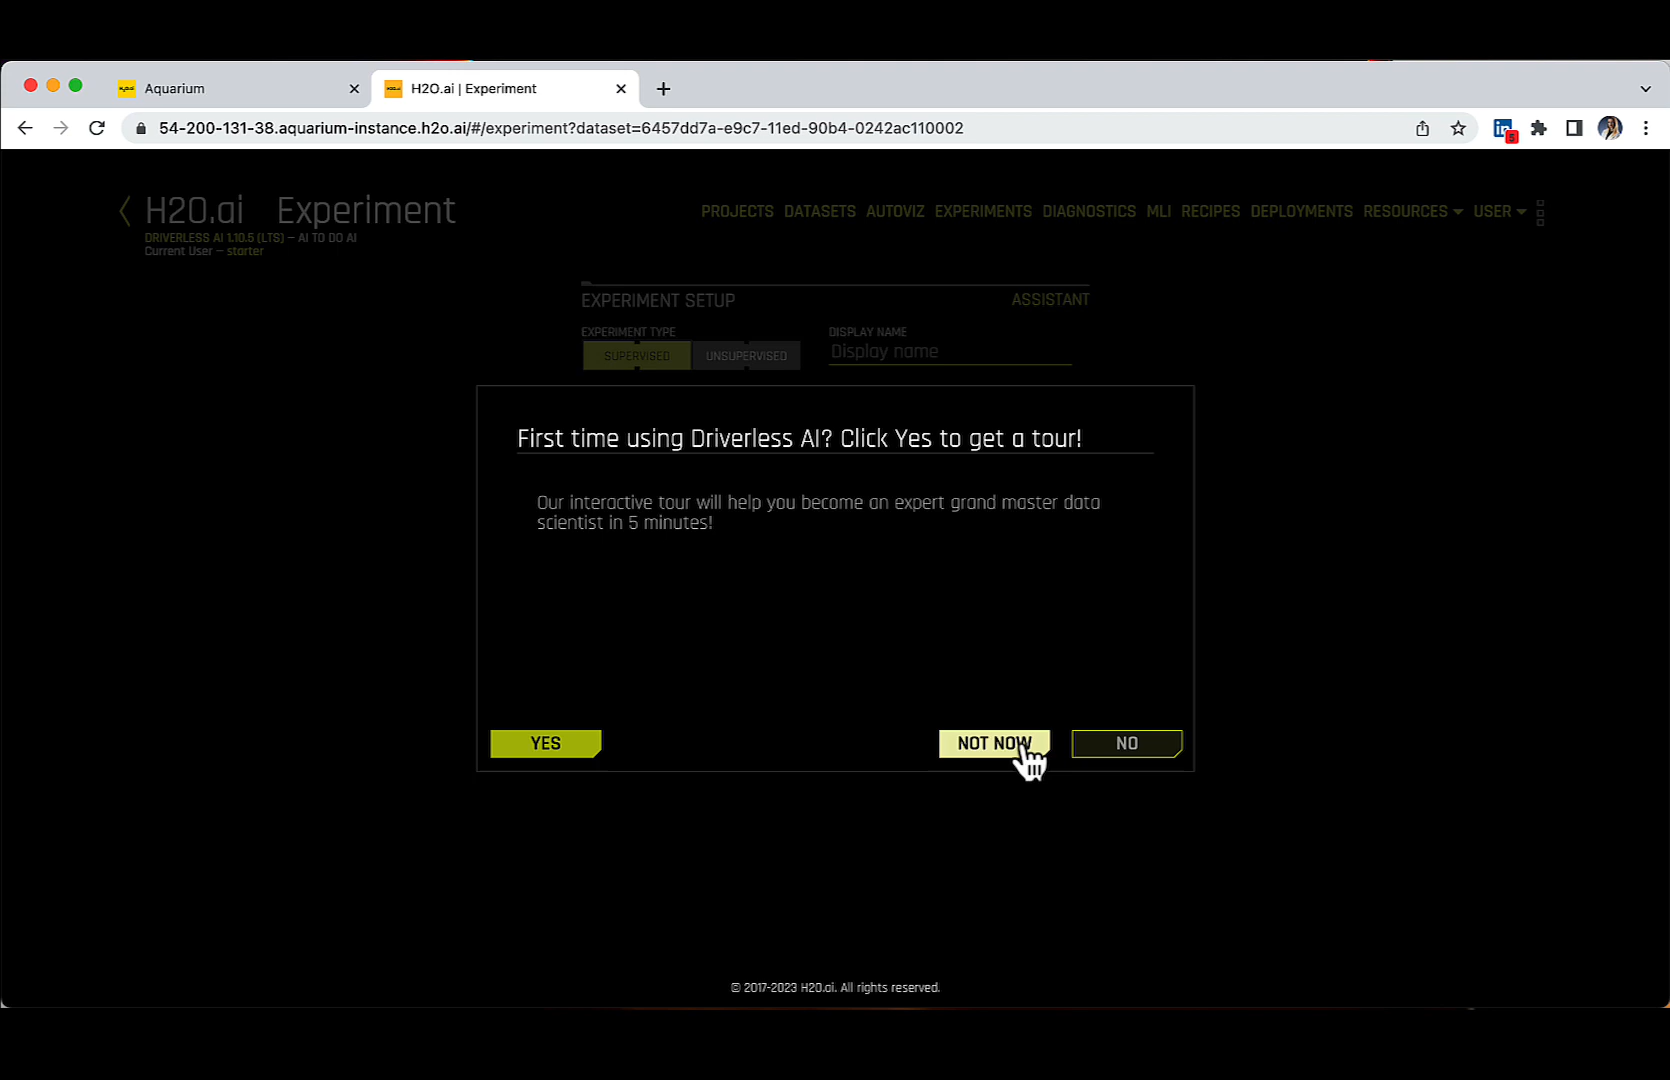 Aquarium
H2O.ai | Experiment
54-200-131-38.aquarium-instance.h2o.ai/#/experiment?dataset=6457dd7a-e9c7-11ed-90b4-0242ac110002
in
H2O.ai Experiment
DRIVERLESS AI 1.10.5 (LTS) — AI TO DO AI
Current User — starter
PROJECTS DATASETS AUTOVIZ EXPERIMENTS DIAGNOSTICS MLI RECIPES DEPLOYMENTS RESOURCES USER
EXPERIMENT SETUP ASSISTANT
EXPERIMENT TYPE DISPLAY NAME
SUPERVISED UNSUPERVISED Display name
First time using Driverless AI? Click Yes to get a tour!
Our interactive tour will help you become an expert grand master data
scientist in 5 minutes!
YES NOT NOW NO
© 2017-2023 H2O.ai. All rights reserved.